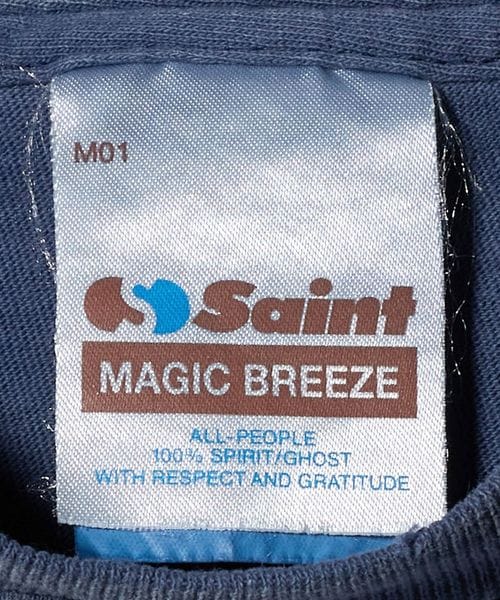 M01
Saint
MAGIC BREEZE
ALL-PEOPLE
100% SPIRIT/GHOST
WITH RESPECT AND GRATITUDE